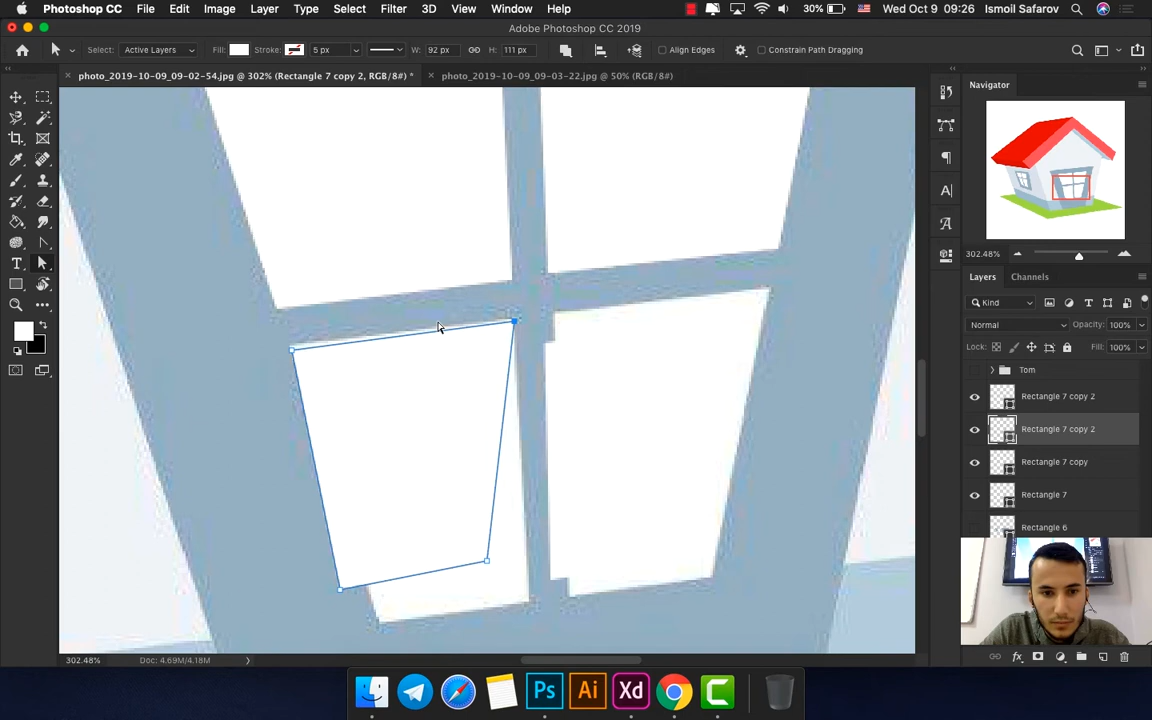 Photoshop CC File Edit Image Layer Type Select Filter 3D View Window Help 30% Wed Oct 9 09:26 Ismoil Safarov
Adobe Photoshop CC 2019
Select: Active Layers Fill: Stroke: 5 px W: 92 px H: 111 px Align Edges Constrain Path Dragging
photo_2019-10-09_09-02-54.jpg @ 302% (Rectangle 7 copy 2, RGB/8#) * photo_2019-10-09_09-03-22.jpg @ 50% (RGB/8#)
Navigator
302.48%
Layers Channels
Kind
Normal Opacity: 100%
Lock: Fill: 100%
Tom
Rectangle 7 copy 2
Rectangle 7 copy 2
Rectangle 7 copy
Rectangle 7
Rectangle 6
302.48% Doc: 4.69M/4.18M
Ps Ai Xd